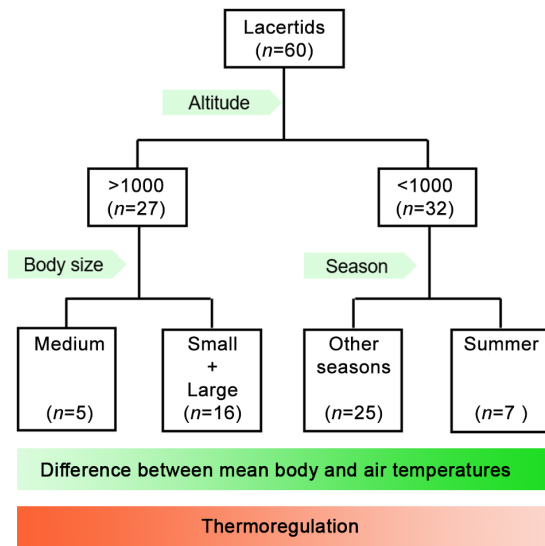 Lacertids
(n=60)
Altitude
>1000
(n=27)
<1000
(n=32)
Body size
Season
Medium
(n=5)
Small
+
Large
(n=16)
Other
seasons
(n=25)
Summer
(n=7 )
Difference between mean body and air temperatures
Thermoregulation